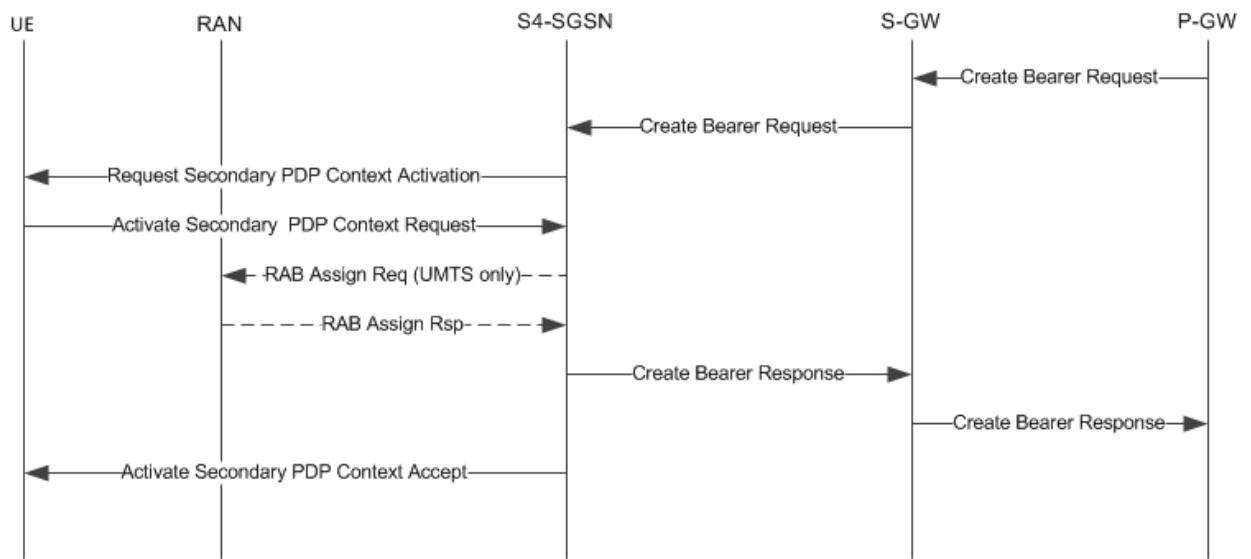 UE RAN S4-SGSN S-GW P-GW
Create Bearer Request
Create Bearer Request
Request Secondary PDP Context Activation
Activate Secondary PDP Context Request
RAB Assign Req (UMTS only)
RAB Assign Rsp
Create Bearer Response
Create Bearer Response
Activate Secondary PDP Context Accept